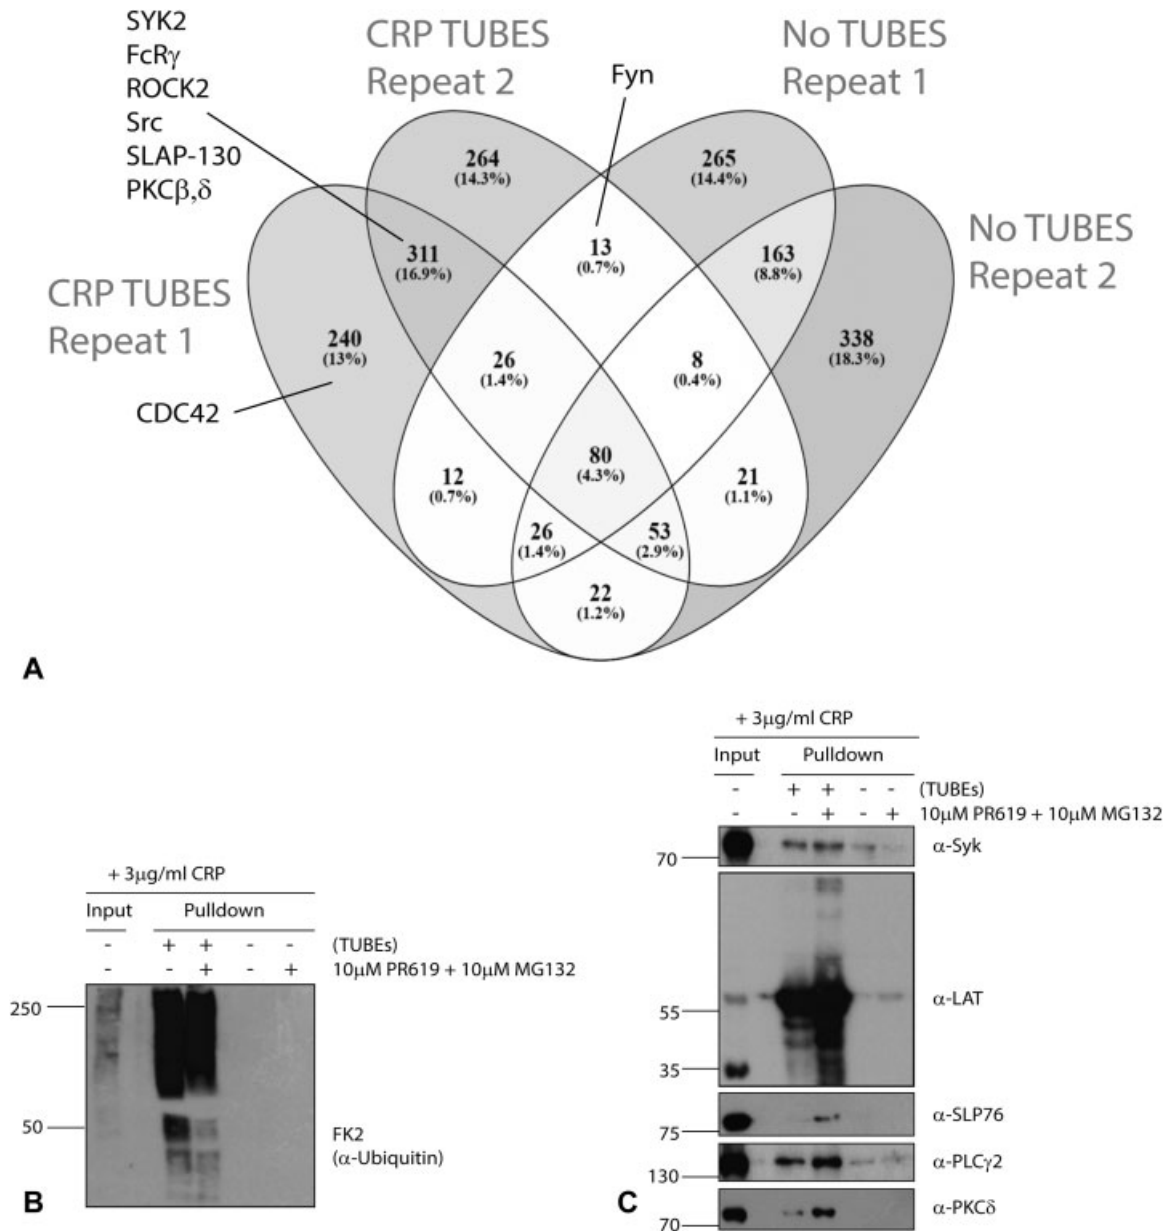 SYK2
FcRγ
ROCK2
Src
SLAP-130
PKCβ,δ
CRP TUBES
Repeat 2
Fyn
No TUBES
Repeat 1
No TUBES
Repeat 2
CRP TUBES
Repeat 1
CDC42
264
(14.3%)
265
(14.4%)
311
(16.9%)
13
(0.7%)
163
(8.8%)
240
(13%)
26
(1.4%)
8
(0.4%)
338
(18.3%)
80
(4.3%)
12
(0.7%)
21
(1.1%)
26
(1.4%)
53
(2.9%)
22
(1.2%)
A
+ 3μg/ml CRP
Input Pulldown
- + + - - (TUBEs)
- - + - + 10μM PR619 + 10μM MG132
250
50
FK2
(α-Ubiquitin)
B
+ 3μg/ml CRP
Input Pulldown
- + + - - (TUBEs)
- - + - + 10μM PR619 + 10μM MG132
70
α-Syk
55
α-LAT
35
75
α-SLP76
130
α-PLCγ2
70
α-PKCδ
C